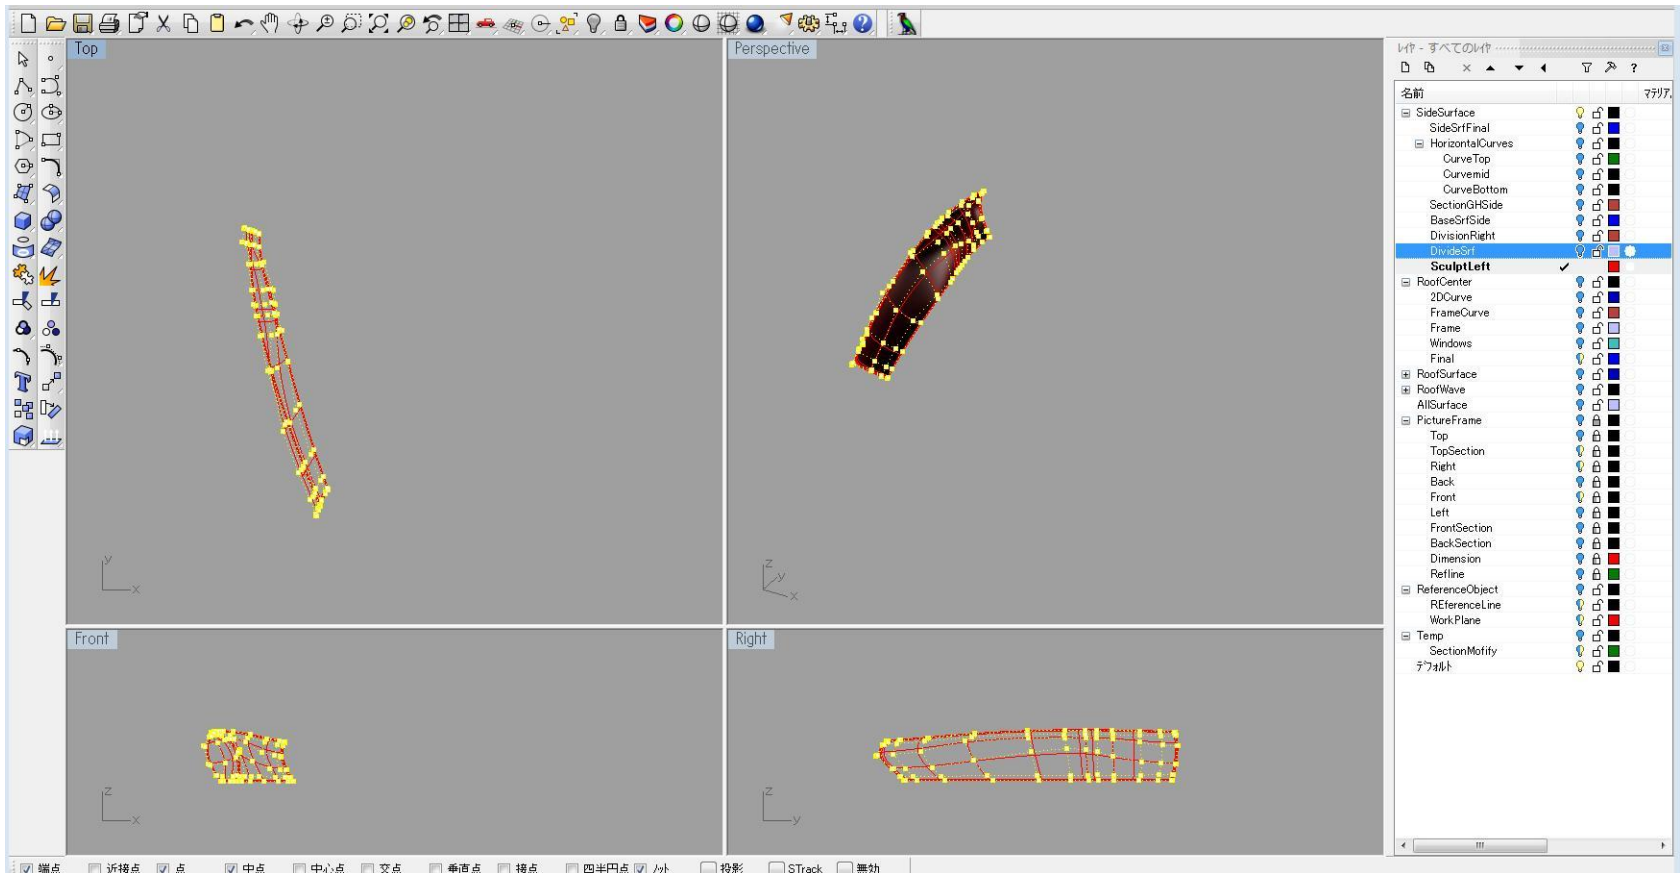 Top
Perspective
レイヤ - すべてのレイヤ
?
名前
マテリア.
SideSurface
SideSrfFinal
HorizontalCurves
CurveTop
Curvemid
CurveBottom
SectionGHSide
BaseSrfSide
DivisionRight
DivideSrf
SculptLeft
RoofCenter
2DCurve
FrameCurve
Frame
Windows
Final
RoofSurface
RoofWave
AllSurface
PictureFrame
Top
TopSection
Right
Back
Front
Left
FrontSection
BackSection
Dimension
Refline
ReferenceObject
REferenceLine
WorkPlane
Temp
SectionMofify
デフォルト
y
x
z
y
x
Front
Right
z
x
z
y
端点 近接点 点 中点 中心点 交点 垂直点 接点 四半円点 ノット 投影 STrack 無効